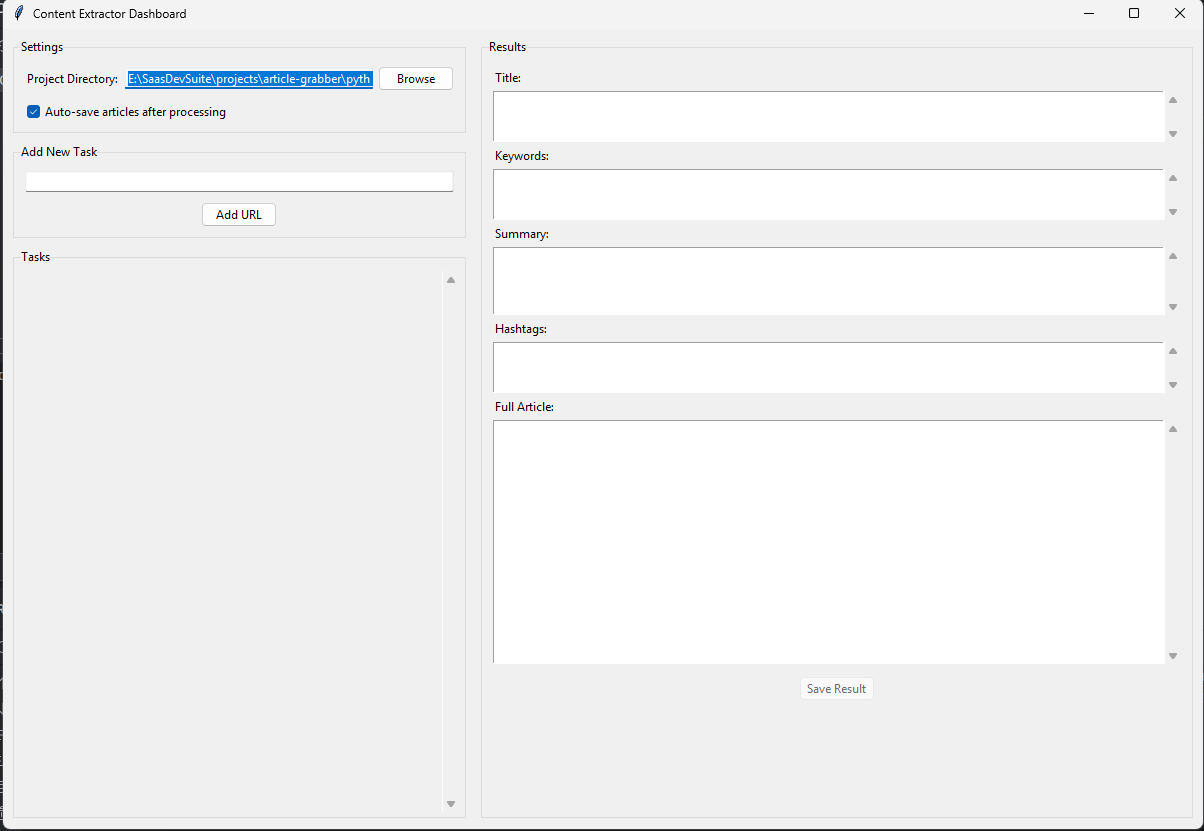 Content Extractor Dashboard
Settings
Project Directory: E:\SaasDevSuite\projects\article-grabber\pyth Browse
Auto-save articles after processing
Add New Task
Add URL
Tasks
Results
Title:
Keywords:
Summary:
Hashtags:
Full Article:
Save Result